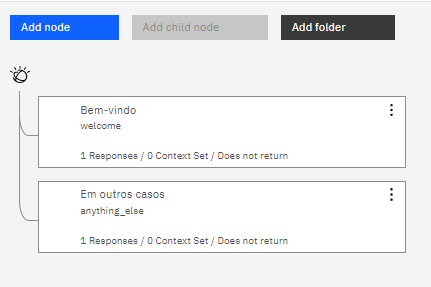 Add node Add child node Add folder
Bem-vindo
welcome
1 Responses / 0 Context Set / Does not return
Em outros casos
anything_else
1 Responses / 0 Context Set / Does not return